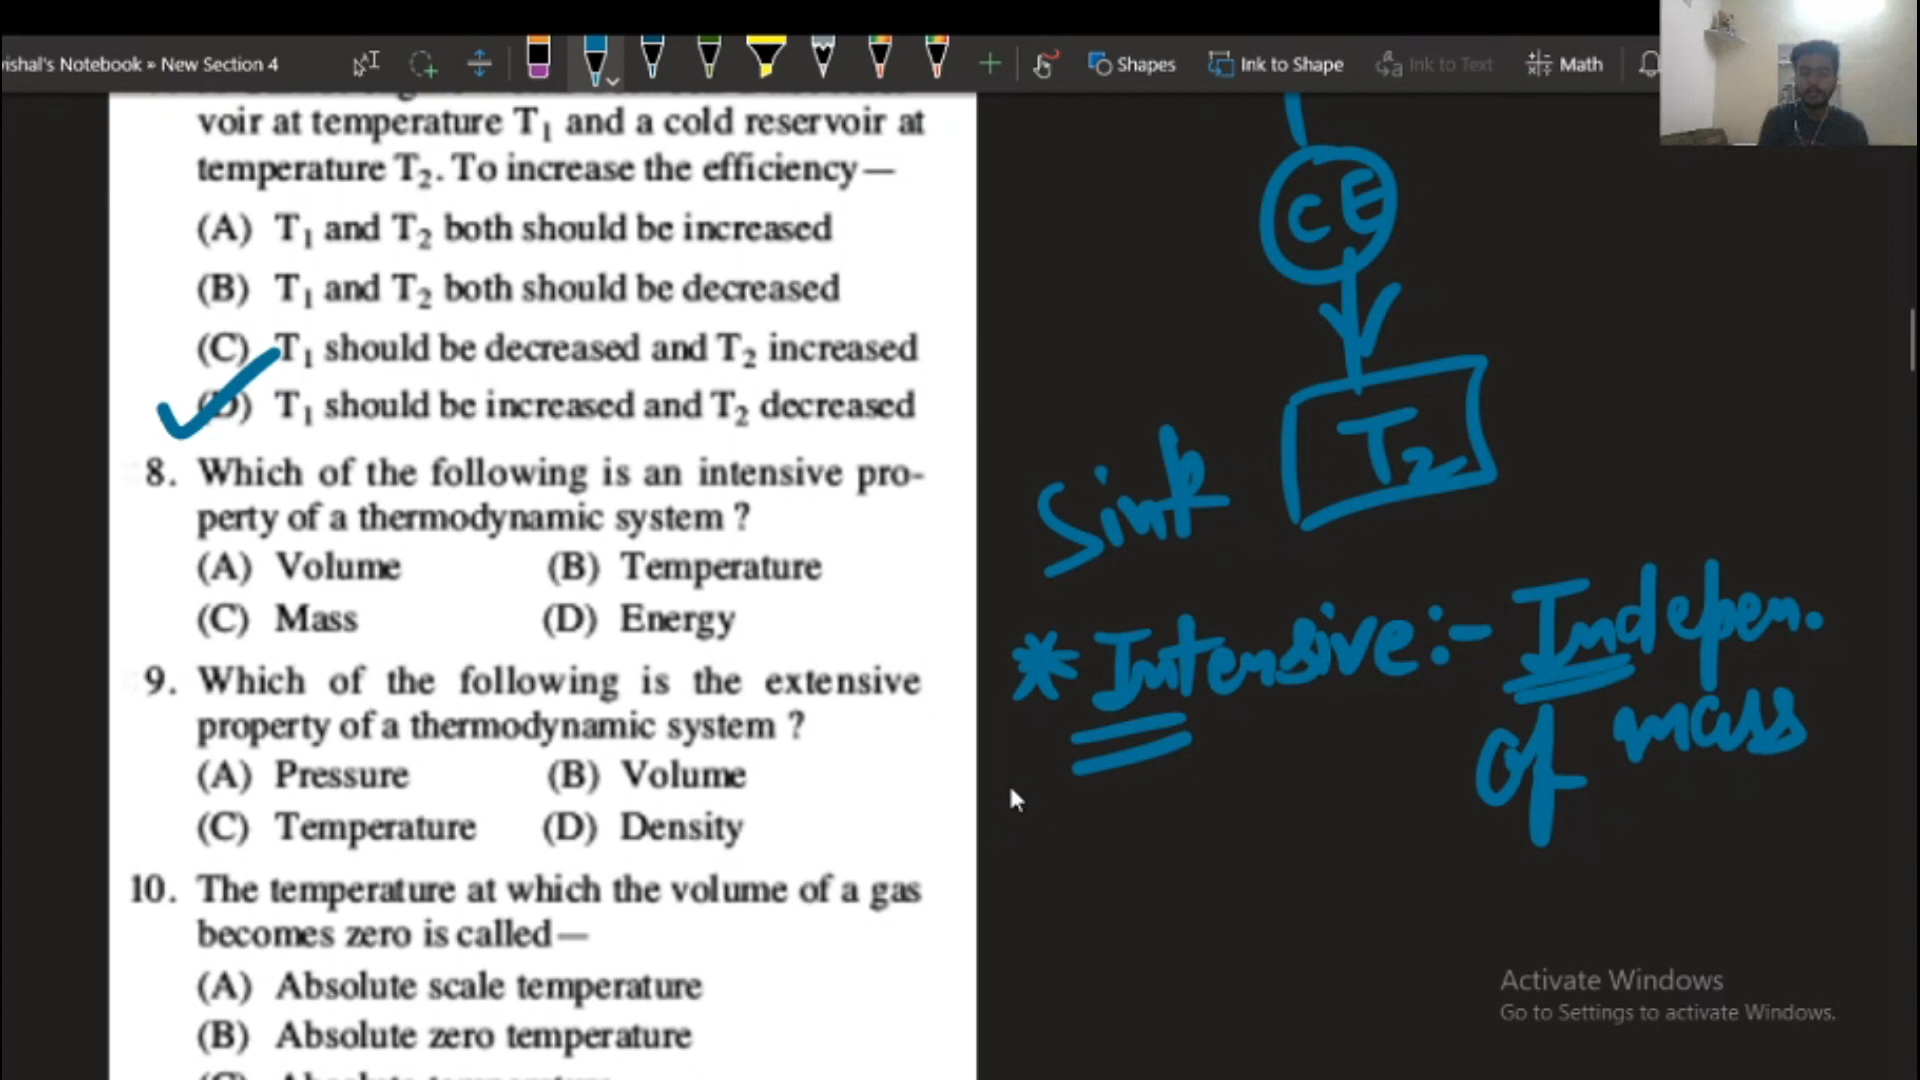 vishal's Notebook » New Section 4
Shapes
Ink to Shape
Ink to Text
Math
voir at temperature T₁ and a cold reservoir at
temperature T₂. To increase the efficiency—
(A) T₁ and T₂ both should be increased
(B) T₁ and T₂ both should be decreased
(C) T₁ should be decreased and T₂ increased
(D) T₁ should be increased and T₂ decreased
8. Which of the following is an intensive pro-
perty of a thermodynamic system ?
(A) Volume (B) Temperature
(C) Mass (D) Energy
9. Which of the following is the extensive
property of a thermodynamic system ?
(A) Pressure (B) Volume
(C) Temperature (D) Density
10. The temperature at which the volume of a gas
becomes zero is called—
(A) Absolute scale temperature
(B) Absolute zero temperature
CE
T₂
Sink
* Intensive:- Indepen.
of mass
Activate Windows
Go to Settings to activate Windows.